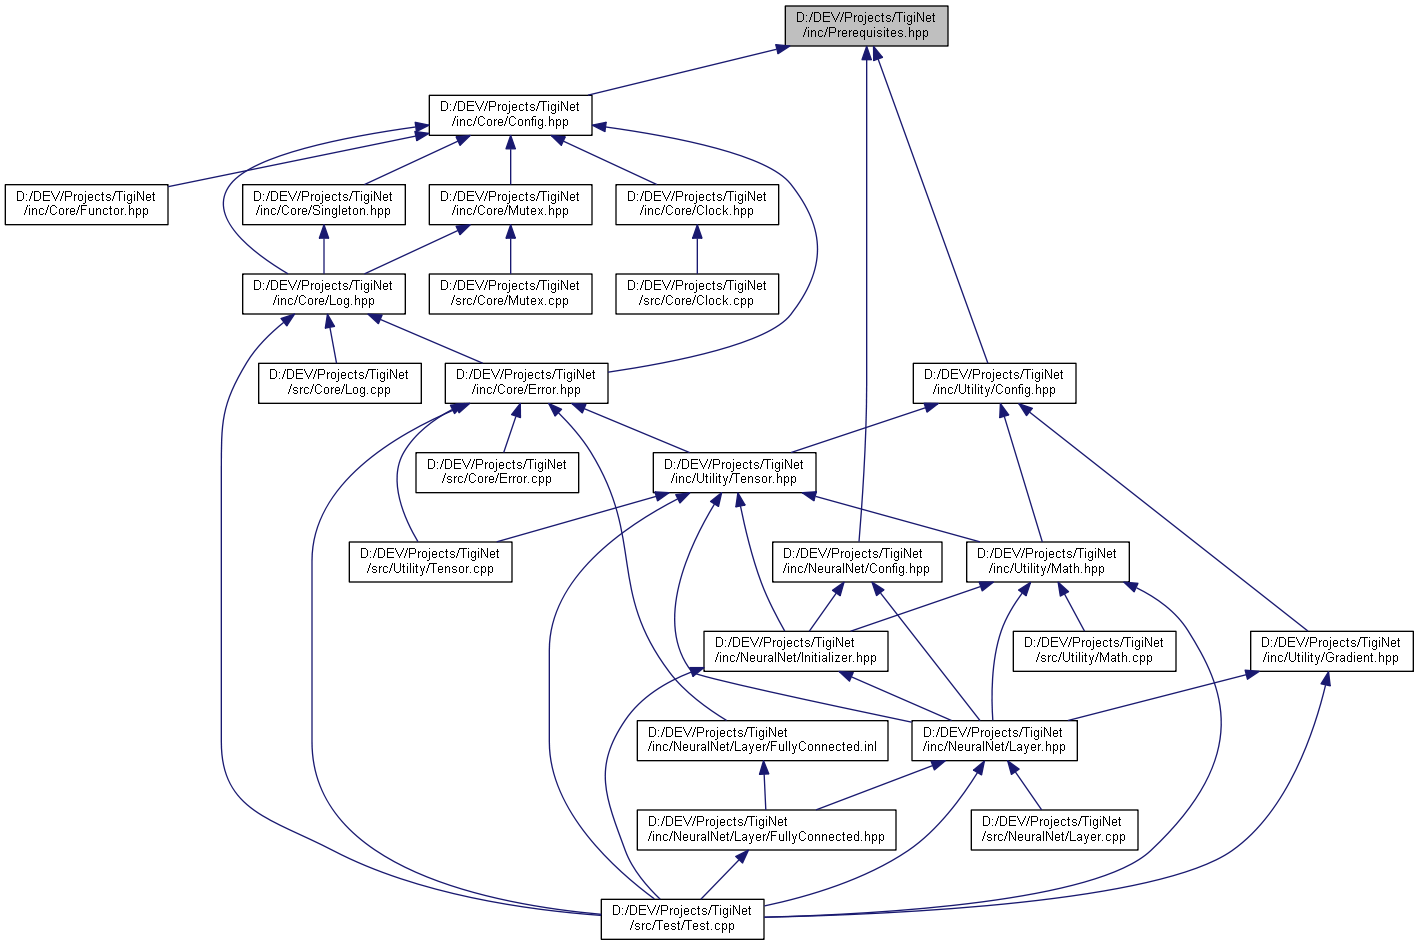 D:/DEV/Projects/TigiNet
/inc/Prerequisites.hpp
D:/DEV/Projects/TigiNet
/inc/Core/Config.hpp
D:/DEV/Projects/TigiNet
/inc/Core/Functor.hpp
D:/DEV/Projects/TigiNet
/inc/Core/Singleton.hpp
D:/DEV/Projects/TigiNet
/inc/Core/Mutex.hpp
D:/DEV/Projects/TigiNet
/inc/Core/Clock.hpp
D:/DEV/Projects/TigiNet
/inc/Core/Log.hpp
D:/DEV/Projects/TigiNet
/src/Core/Mutex.cpp
D:/DEV/Projects/TigiNet
/src/Core/Clock.cpp
D:/DEV/Projects/TigiNet
/src/Core/Log.cpp
D:/DEV/Projects/TigiNet
/inc/Core/Error.hpp
D:/DEV/Projects/TigiNet
/inc/Utility/Config.hpp
D:/DEV/Projects/TigiNet
/src/Core/Error.cpp
D:/DEV/Projects/TigiNet
/inc/Utility/Tensor.hpp
D:/DEV/Projects/TigiNet
/src/Utility/Tensor.cpp
D:/DEV/Projects/TigiNet
/inc/NeuralNet/Config.hpp
D:/DEV/Projects/TigiNet
/inc/Utility/Math.hpp
D:/DEV/Projects/TigiNet
/inc/NeuralNet/Initializer.hpp
D:/DEV/Projects/TigiNet
/src/Utility/Math.cpp
D:/DEV/Projects/TigiNet
/inc/Utility/Gradient.hpp
D:/DEV/Projects/TigiNet
/inc/NeuralNet/Layer/FullyConnected.inl
D:/DEV/Projects/TigiNet
/inc/NeuralNet/Layer.hpp
D:/DEV/Projects/TigiNet
/inc/NeuralNet/Layer/FullyConnected.hpp
D:/DEV/Projects/TigiNet
/src/NeuralNet/Layer.cpp
D:/DEV/Projects/TigiNet
/src/Test/Test.cpp